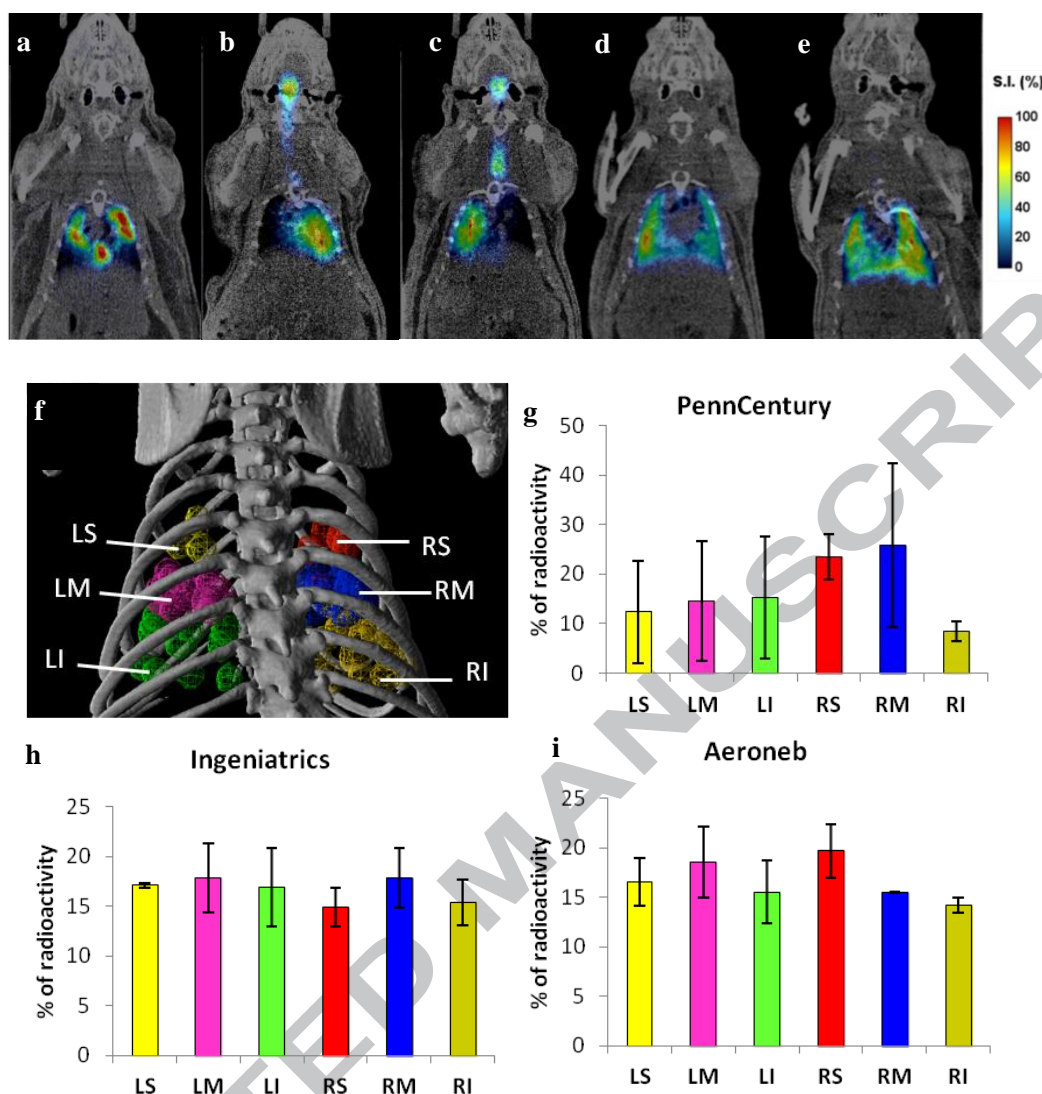 a b c d e
S.I. (%)
100
80
60
40
20
0
f
LS
LM
LI
RS
RM
RI
g
PennCentury
% of radioactivity
50
40
30
20
10
0
LS LM LI RS RM RI
h
Ingeniatrics
% of radioactivity
25
20
15
10
5
0
LS LM LI RS RM RI
i
Aeroneb
% of radioactivity
25
20
15
10
5
0
LS LM LI RS RM RI
TED MANUSCRIP